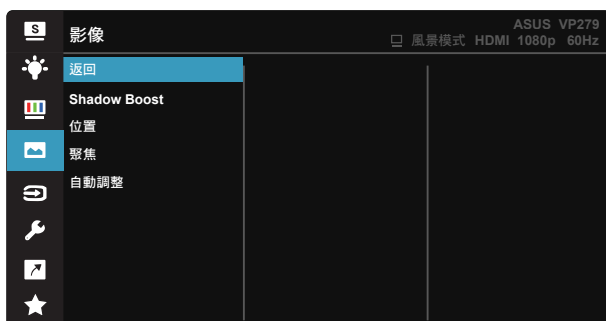 S
影像
ASUS VP279
風景模式 HDMI 1080p 60Hz
返回
Shadow Boost
位置
聚焦
自動調整